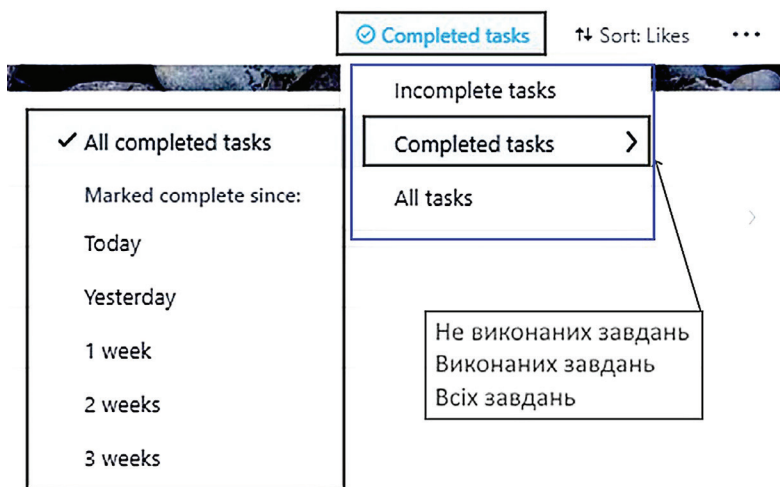 Completed tasks
Sort: Likes
Incomplete tasks
Completed tasks
All tasks
All completed tasks
Marked complete since:
Today
Yesterday
1 week
2 weeks
3 weeks
Не виконаних завдань
Виконаних завдань
Всіх завдань